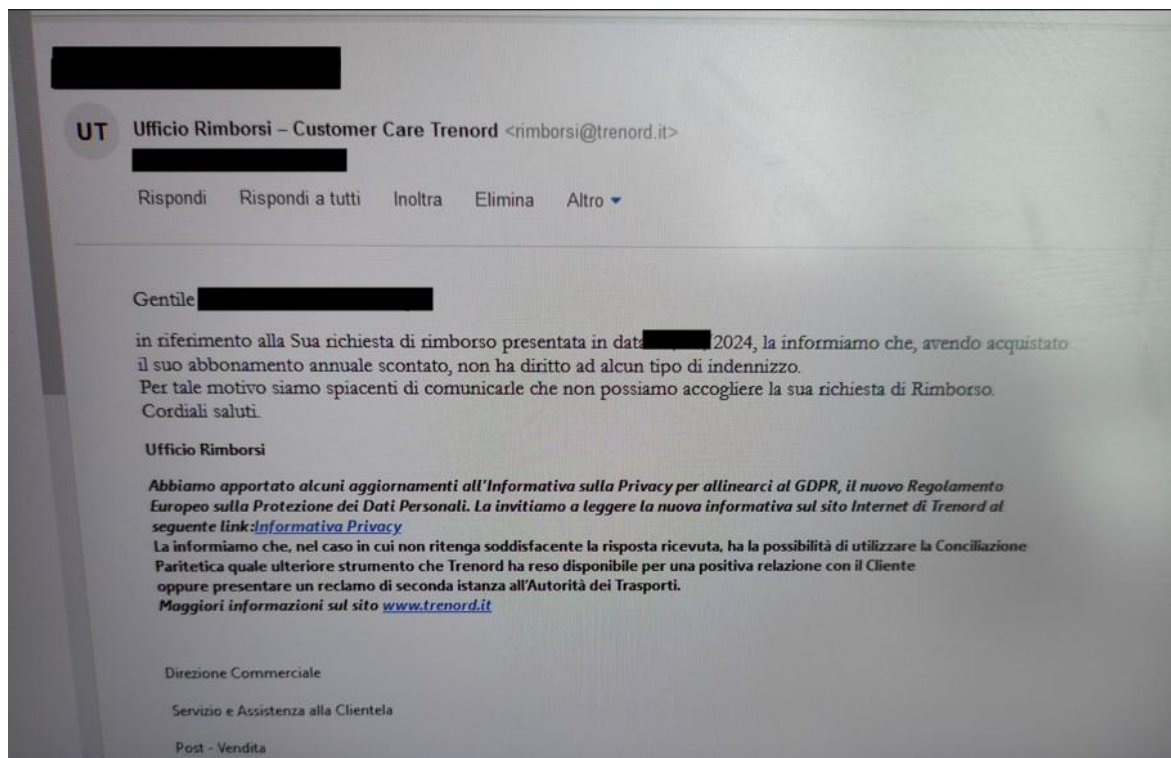 UT
Ufficio Rimborsi – Customer Care Trenord <rimborsi@trenord.it>
Rispondi Rispondi a tutti Inoltra Elimina Altro
Gentile
in riferimento alla Sua richiesta di rimborso presentata in data /2024, la informiamo che, avendo acquistato
il suo abbonamento annuale scontato, non ha diritto ad alcun tipo di indennizzo.
Per tale motivo siamo spiacenti di comunicarle che non possiamo accogliere la sua richiesta di Rimborso.
Cordiali saluti.
Ufficio Rimborsi
Abbiamo apportato alcuni aggiornamenti all'Informativa sulla Privacy per allinearci al GDPR, il nuovo Regolamento
Europeo sulla Protezione dei Dati Personali. La invitiamo a leggere la nuova informativa sul sito Internet di Trenord al
seguente link:Informativa Privacy
La informiamo che, nel caso in cui non ritenga soddisfacente la risposta ricevuta, ha la possibilità di utilizzare la Conciliazione
Paritetica quale ulteriore strumento che Trenord ha reso disponibile per una positiva relazione con il Cliente
oppure presentare un reclamo di seconda istanza all'Autorità dei Trasporti.
Maggiori informazioni sul sito www.trenord.it
Direzione Commerciale
Servizio e Assistenza alla Clientela
Post - Vendita